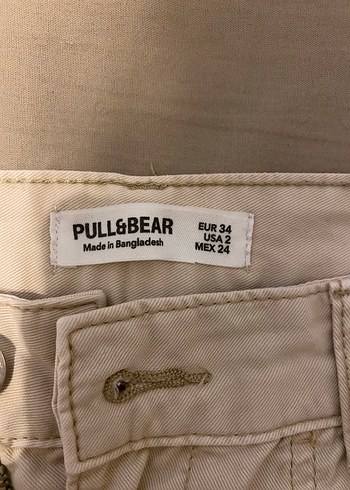 PULL&BEAR
Made in Bangladesh
EUR 34
USA 2
MEX 24